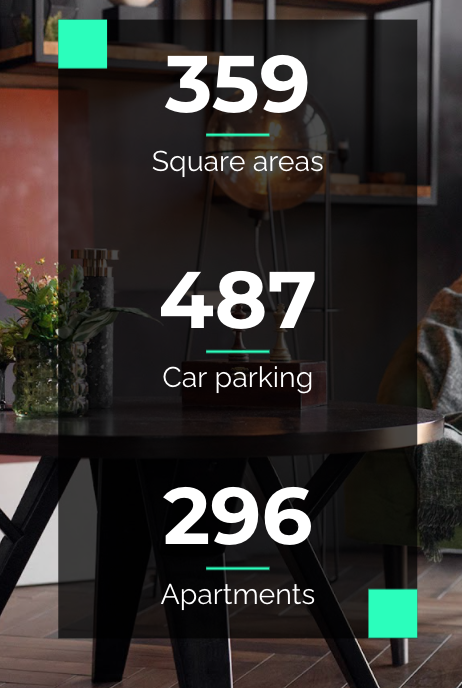 359
Square areas
487
Car parking
296
Apartments